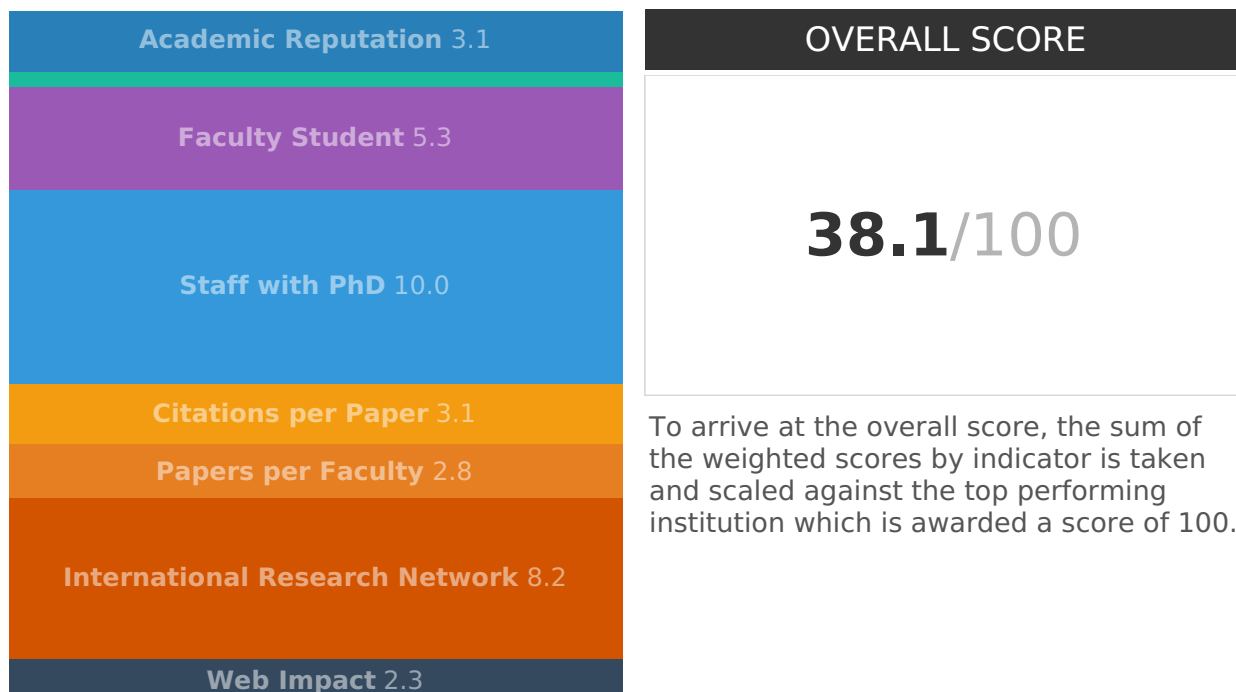 Academic Reputation 3.1
Faculty Student 5.3
Staff with PhD 10.0
Citations per Paper 3.1
Papers per Faculty 2.8
International Research Network 8.2
Web Impact 2.3
OVERALL SCORE
38.1/100
To arrive at the overall score, the sum of
the weighted scores by indicator is taken
and scaled against the top performing
institution which is awarded a score of 100.